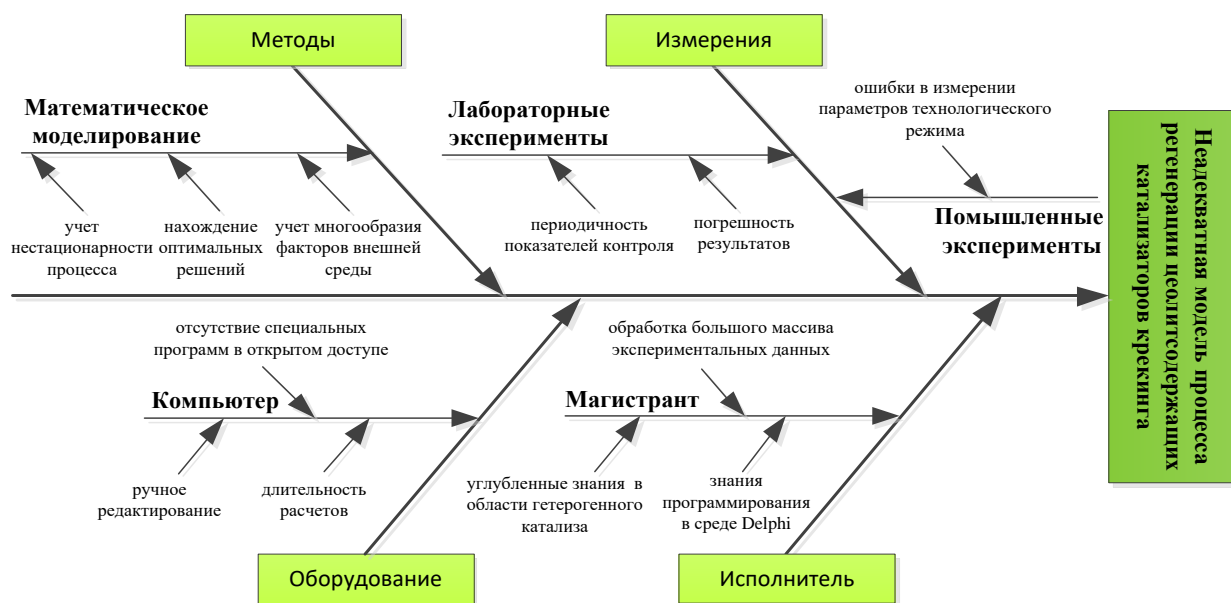 Методы
Измерения
Математическое
моделирование
учет
нестационарности
процесса
нахождение
оптимальных
решений
учет многообразия
факторов внешней
среды
Лабораторные
эксперименты
периодичность
показателей контроля
погрешность
результатов
ошибки в измерении
параметров технологического
режима
Помышленные
эксперименты
Неадекватная модель процесса
регенерации цеолитсодержащих
катализаторов крекинга
отсутствие специальных
программ в открытом доступе
Компьютер
ручное
редактирование
длительность
расчетов
обработка большого массива
экспериментальных данных
Магистрант
углубленные знания в
области гетерогенного
катализа
знания
программирования
в среде Delphi
Оборудование
Исполнитель